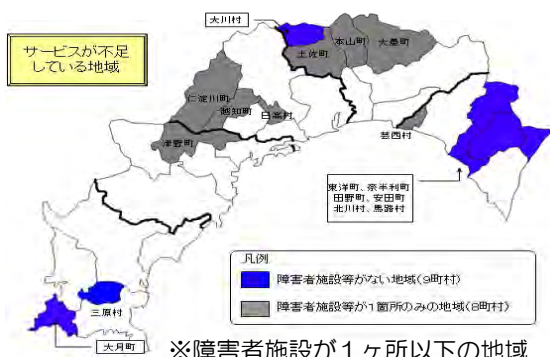 大川村
サービスが不足
している地域
本山町
大豊町
土佐町
仁淀川町
越知町
日高村
津野町
芸西村
東洋町、奈半利町
田野町、安田町
北川村、馬路村
凡例
障害者施設等がない地域(9町村)
障害者施設等が1箇所のみの地域(8町村)
三原村
大月町
※障害者施設が１ヶ所以下の地域